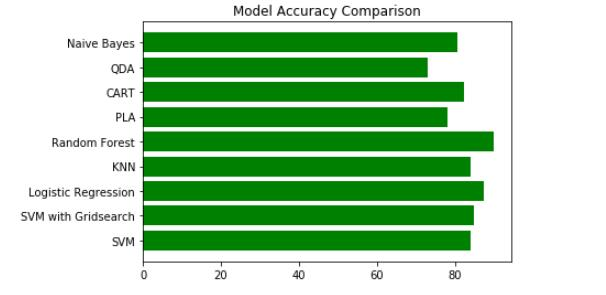 Model Accuracy Comparison
Naive Bayes
QDA
CART
PLA
Random Forest
KNN
Logistic Regression
SVM with Gridsearch
SVM
0 20 40 60 80